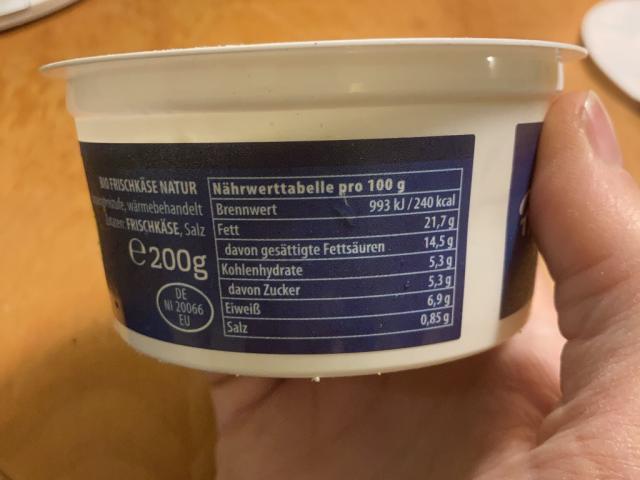 BIO FRISCHKÄSE NATUR
wärmebehandelt
FRISCHKÄSE, Salz
e200g
DE
NI 20066
EU
Nährwerttabelle pro 100 g
Brennwert 993 kJ / 240 kcal
Fett 21,7 g
davon gesättigte Fettsäuren 14,5 g
Kohlenhydrate 5,3 g
davon Zucker 5,3 g
Eiweiß 6,9 g
Salz 0,85 g